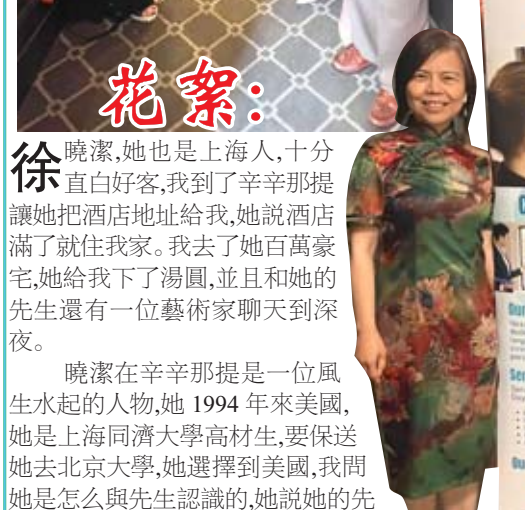 花絮:
徐曉潔,她也是上海人,十分
直白好客,我到了辛辛那提
讓她把酒店地址給我,她説酒店
滿了就住我家。我去了她百萬豪
宅,她給我下了湯圓,並且和她的
先生還有一位藝術家聊天到深
夜。
曉潔在辛辛那提是一位風
生水起的人物,她 1994 年來美國,
她是上海同濟大學高材生,要保送
她去北京大學,她選擇到美國,我問
她是怎么與先生認識的,她説她的先